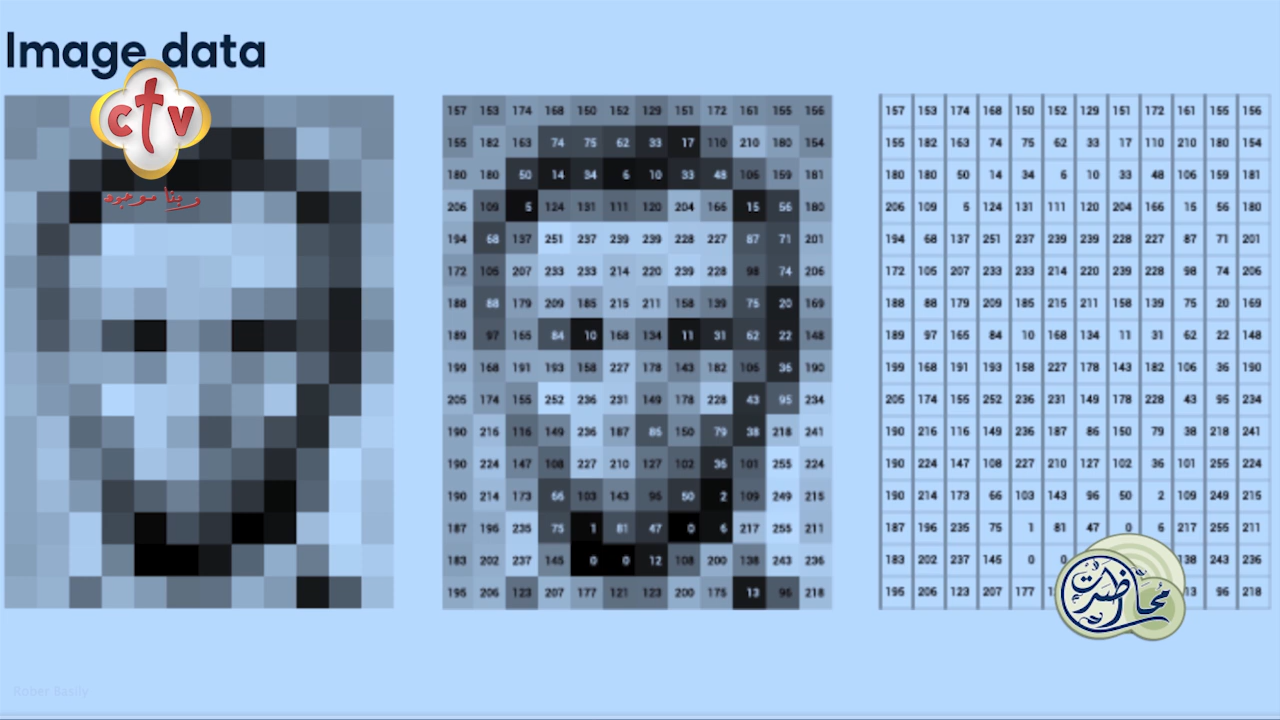 Image data
ctv
ربنا موجود
157 153 174 168 150 152 129 151 172 161 155 156
155 182 163 74 75 62 33 17 110 210 180 154
180 180 50 14 34 6 10 33 48 106 159 181
206 109 5 124 131 111 120 204 166 15 56 180
194 68 137 251 237 239 239 228 227 87 71 201
172 105 207 233 233 214 220 239 228 98 74 206
188 88 179 209 185 215 211 158 139 75 20 169
189 97 165 84 10 168 134 11 31 62 22 148
199 168 191 193 158 227 178 143 182 106 36 190
205 174 155 252 236 231 149 178 228 43 95 234
190 216 116 149 236 187 86 150 79 38 218 241
190 224 147 108 227 210 127 102 36 101 255 224
190 214 173 66 103 143 96 50 2 109 249 215
187 196 235 75 1 81 47 0 6 217 255 211
183 202 237 145 0 0 12 108 200 138 243 236
195 206 123 207 177 121 123 200 175 13 96 218
157 153 174 168 150 152 129 151 172 161 155 156
155 182 163 74 75 62 33 17 110 210 180 154
180 180 50 14 34 6 10 33 48 106 159 181
206 109 5 124 131 111 120 204 166 15 56 180
194 68 137 251 237 239 239 228 227 87 71 201
172 105 207 233 233 214 220 239 228 98 74 206
188 88 179 209 185 215 211 158 139 75 20 169
189 97 165 84 10 168 134 11 31 62 22 148
199 168 191 193 158 227 178 143 182 106 36 190
205 174 155 252 236 231 149 178 228 43 95 234
190 216 116 149 236 187 86 150 79 38 218 241
190 224 147 108 227 210 127 102 36 101 255 224
190 214 173 66 103 143 96 50 2 109 249 215
187 196 235 75 1 81 47 0 6 217 255 211
183 202 237 145 0 0 138 243 236
195 206 123 207 177 13 96 218
محاضرات
Rober Basily